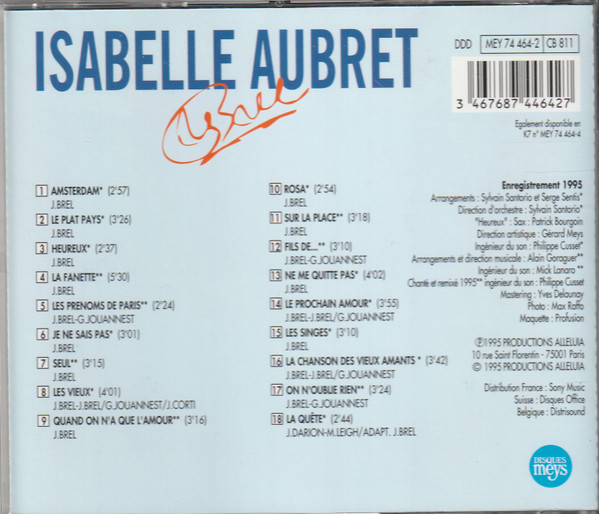 ISABELLE AUBRET
Brel
DDD MEY 74 464-2 CB 811
3 467687 446427
Egalement disponible en
K7 n° MEY 74 464-4
1 AMSTERDAM* (2'57)
J.BREL
2 LE PLAT PAYS* (3'26)
J.BREL
3 HEUREUX* (2'37)
J.BREL
4 LA FANETTE** (5'30)
J.BREL
5 LES PRENOMS DE PARIS** (2'24)
J.BREL-G.JOUANNEST
6 JE NE SAIS PAS* (3'01)
J.BREL
7 SEUL** (3'15)
J.BREL
8 LES VIEUX* (4'01)
J.BREL-J.BREL/G.JOUANNEST/J.CORTI
9 QUAND ON N'A QUE L'AMOUR** (3'16)
J.BREL
10 ROSA* (2'54)
J.BREL
11 SUR LA PLACE** (3'18)
J.BREL
12 FILS DE...** (3'10)
J.BREL-G.JOUANNEST
13 NE ME QUITTE PAS* (4'02)
J.BREL
14 LE PROCHAIN AMOUR* (3'55)
J.BREL-J.BREL/G.JOUANNEST
15 LES SINGES* (3'10)
J.BREL
16 LA CHANSON DES VIEUX AMANTS * (3'42)
J.BREL-J.BREL/G.JOUANNEST
17 ON N'OUBLIE RIEN** (3'24)
J.BREL-G.JOUANNEST
18 LA QUÊTE* (2'44)
J.DARION-M.LEIGH/ADAPT. J.BREL
Enregistrement 1995
Arrangements : Sylvain Santorio et Serge Sentis*
Direction d'orchestre : Sylvain Santorio*
"Heureux" : Sax : Patrick Bourgoin
Direction artistique : Gérard Meys
Ingénieur du son : Philippe Cusset*
Arrangements et direction musicale : Alain Goraguer**
Ingénieur du son : Mick Lanaro **
Chanté et remixé 1995** ingénieur du son : Philippe Cusset
Mastering : Yves Delaunay
Photo : Max Raffo
Maquette : Profusion
Ⓟ1995 PRODUCTIONS ALLELUIA
10 rue Saint Florentin - 75001 Paris
© 1995 PRODUCTIONS ALLELUIA
Distribution France : Sony Music
Suisse : Disques Office
Belgique : Distrisound
DISQUES
meys